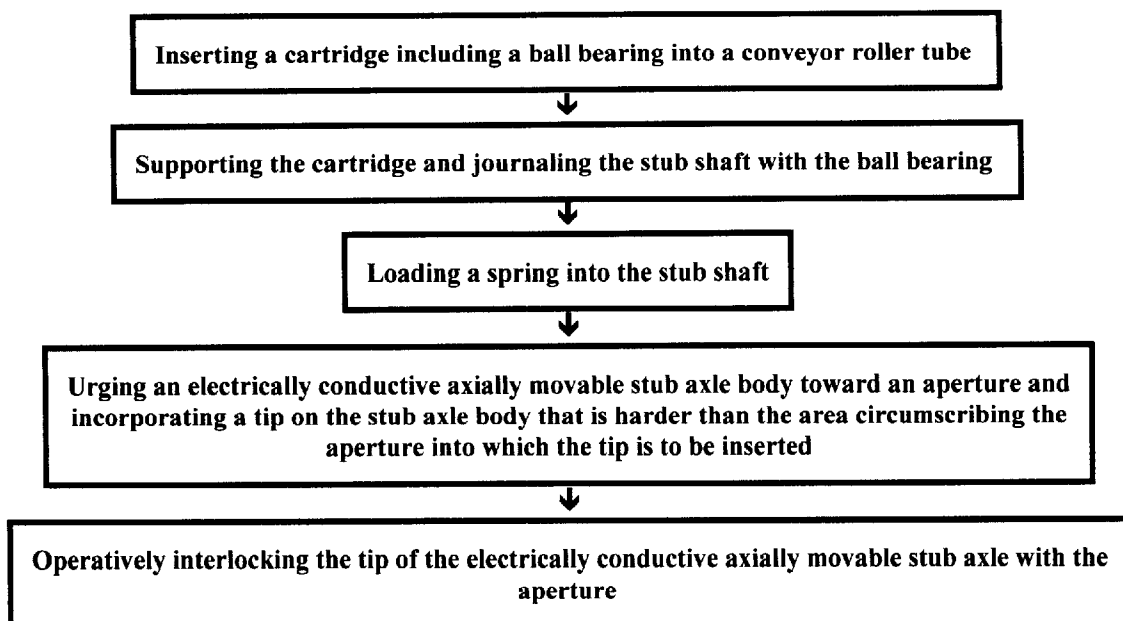 Inserting a cartridge including a ball bearing into a conveyor roller tube
Supporting the cartridge and journaling the stub shaft with the ball bearing
Loading a spring into the stub shaft
Urging an electrically conductive axially movable stub axle body toward an aperture and
incorporating a tip on the stub axle body that is harder than the area circumscribing the
aperture into which the tip is to be inserted
Operatively interlocking the tip of the electrically conductive axially movable stub axle with the
aperture